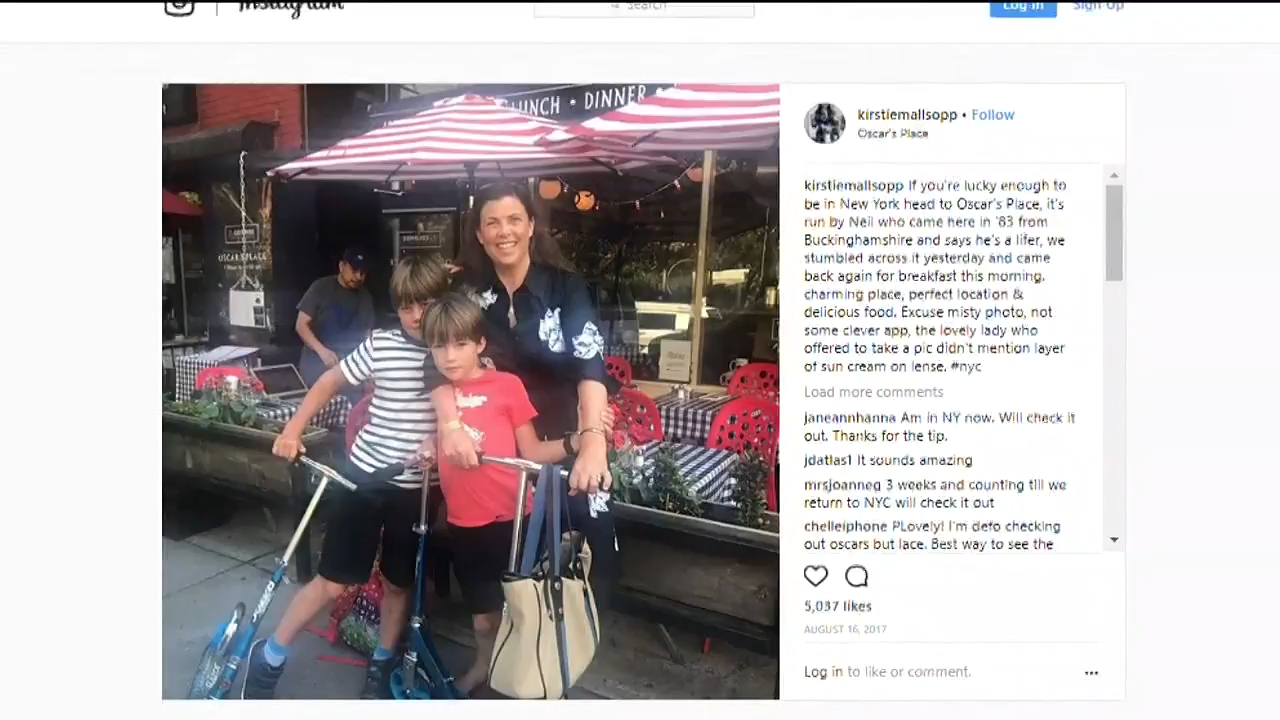 Instagram
Search
Log In
Sign Up
LUNCH • DINNER
OSCAR'S PLACE
kirstiemallsopp • Follow
Oscar's Place
kirstiemallsopp If you're lucky enough to
be in New York head to Oscar's Place, it's
run by Neil who came here in '83 from
Buckinghamshire and says he's a lifer, we
stumbled across it yesterday and came
back again for breakfast this morning.
charming place, perfect location &
delicious food. Excuse misty photo, not
some clever app, the lovely lady who
offered to take a pic didn't mention layer
of sun cream on lense. #nyc
Load more comments
janeannhanna Am in NY now. Will check it
out. Thanks for the tip.
jdatlas1 It sounds amazing
mrsjoanneg 3 weeks and counting till we
return to NYC will check it out
chelleiphone PLovely! I'm defo checking
out oscars but lace. Best way to see the
5,037 likes
AUGUST 16, 2017
Log in to like or comment.